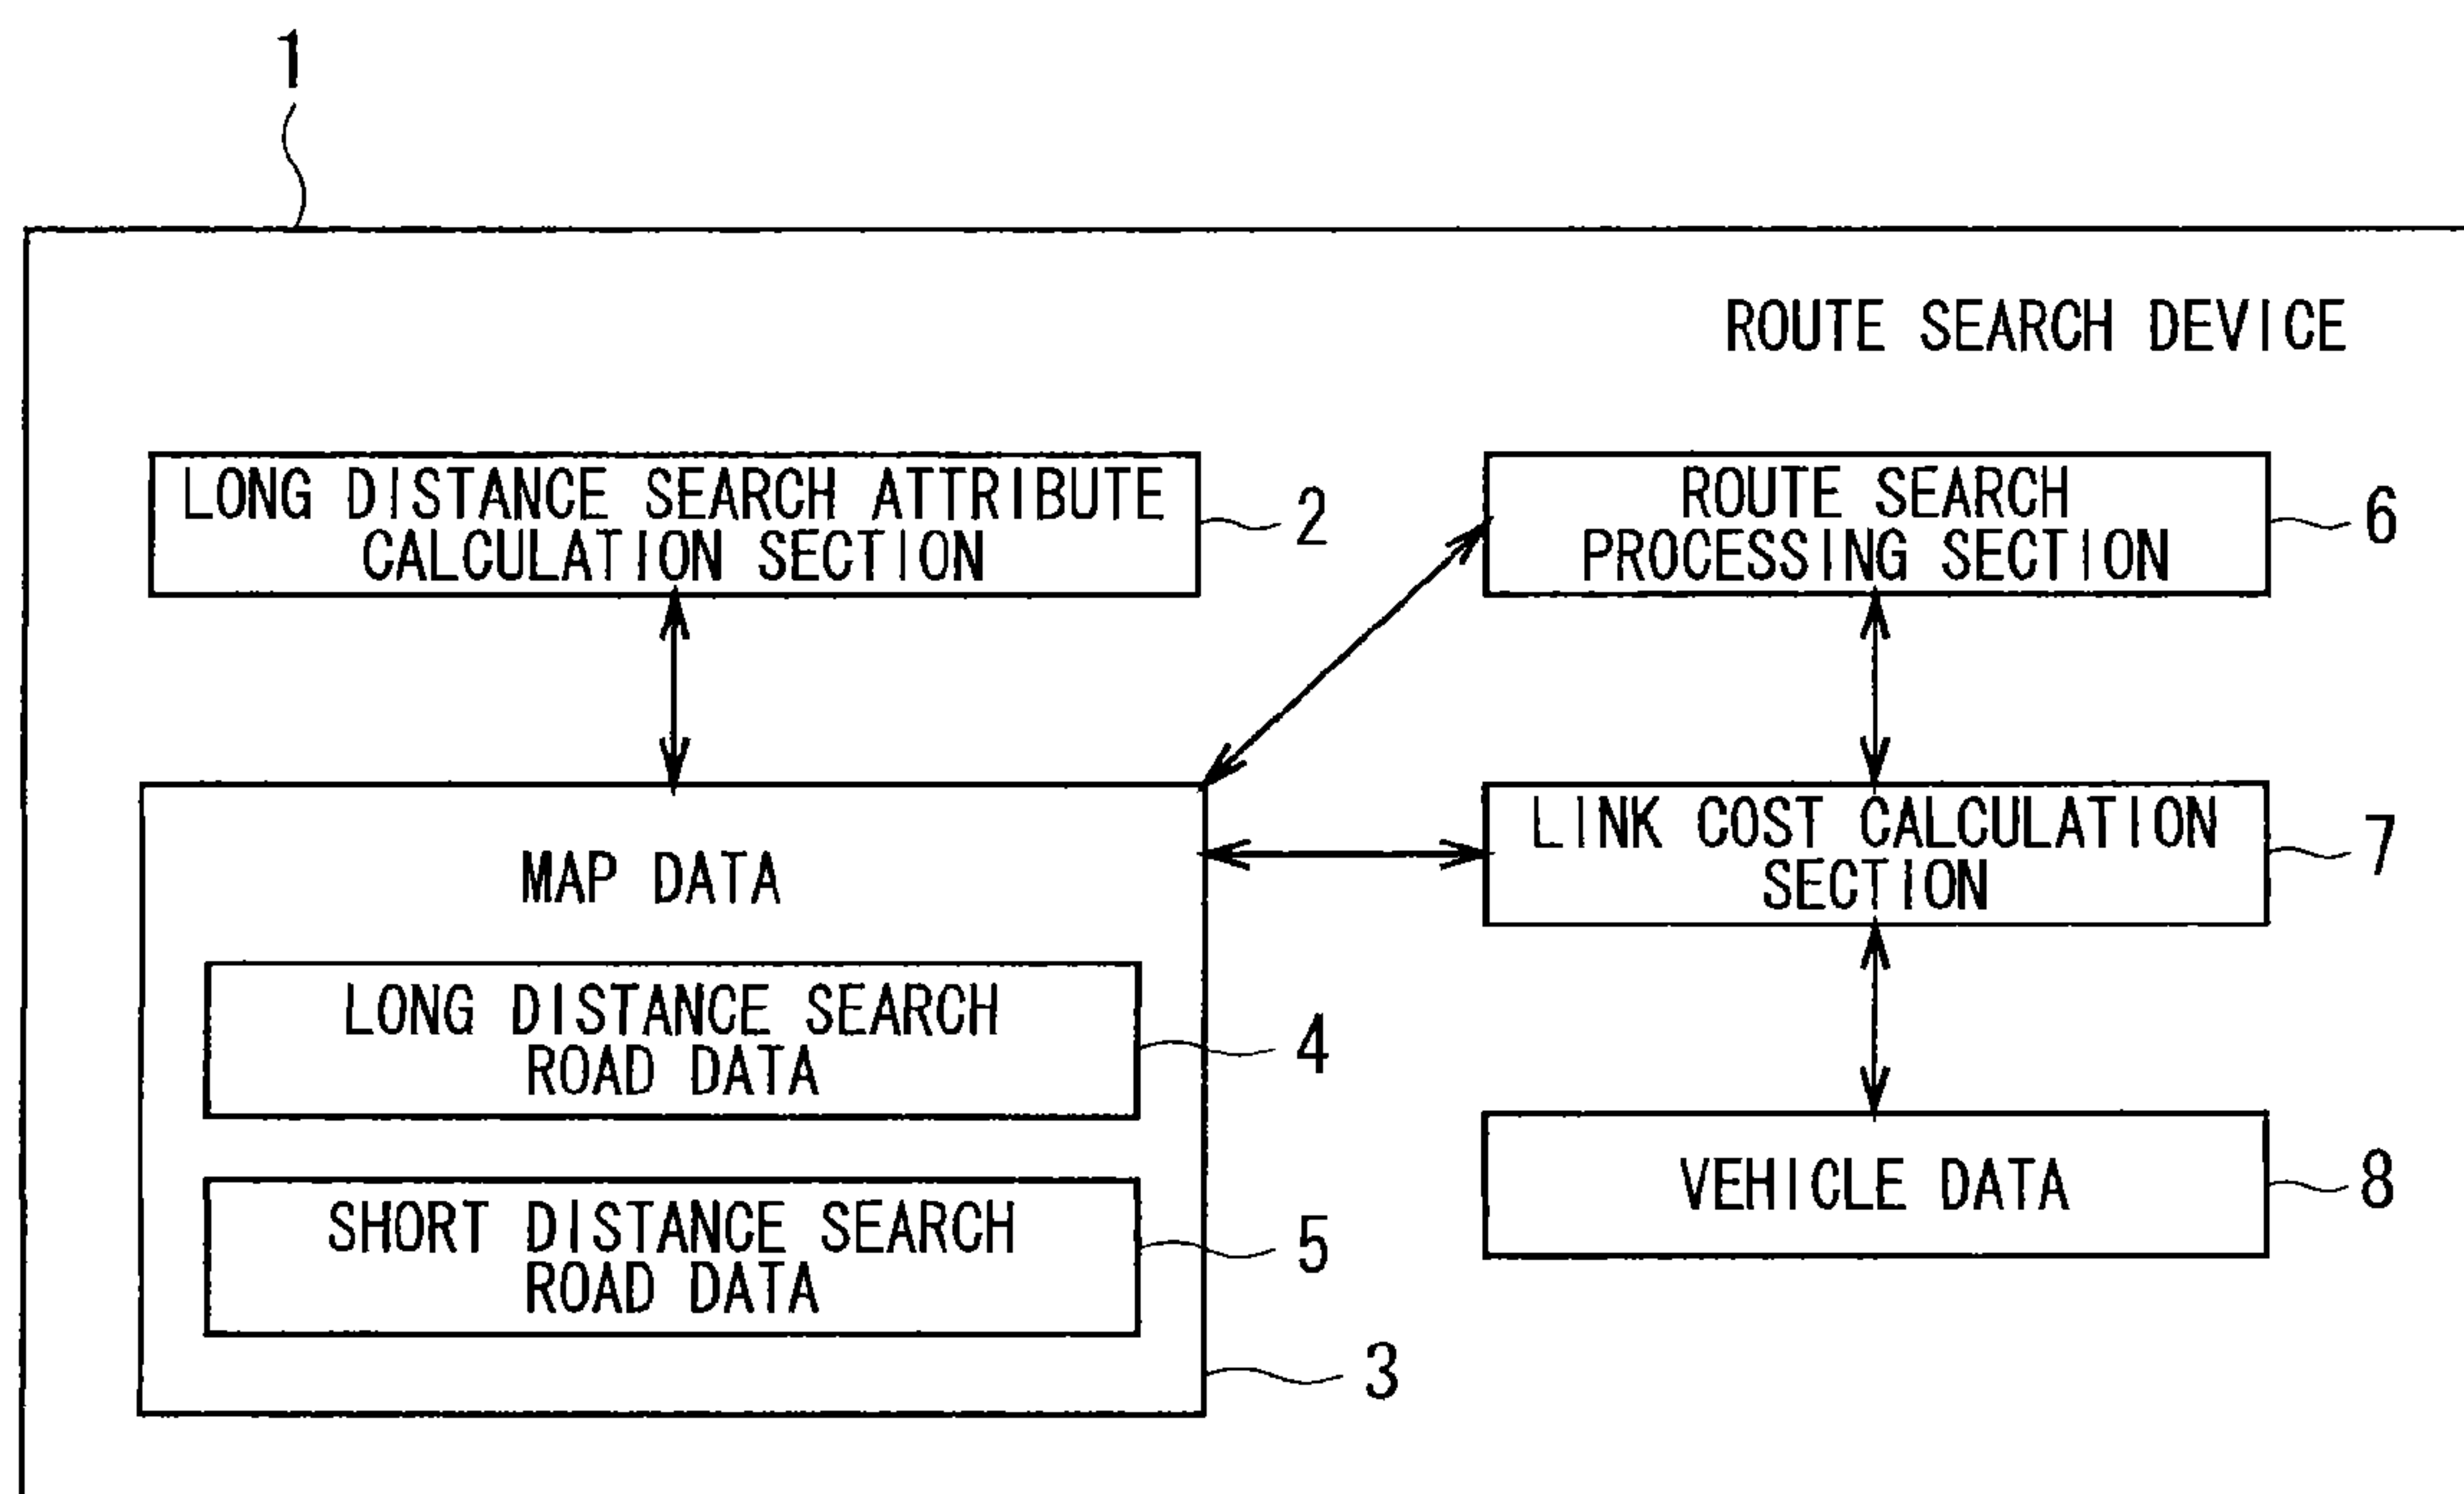 1
ROUTE SEARCH DEVICE
LONG DISTANCE SEARCH ATTRIBUTE
CALCULATION SECTION
2
ROUTE SEARCH
PROCESSING SECTION
6
MAP DATA
LINK COST CALCULATION
SECTION
7
LONG DISTANCE SEARCH
ROAD DATA
4
VEHICLE DATA
8
SHORT DISTANCE SEARCH
ROAD DATA
5
3